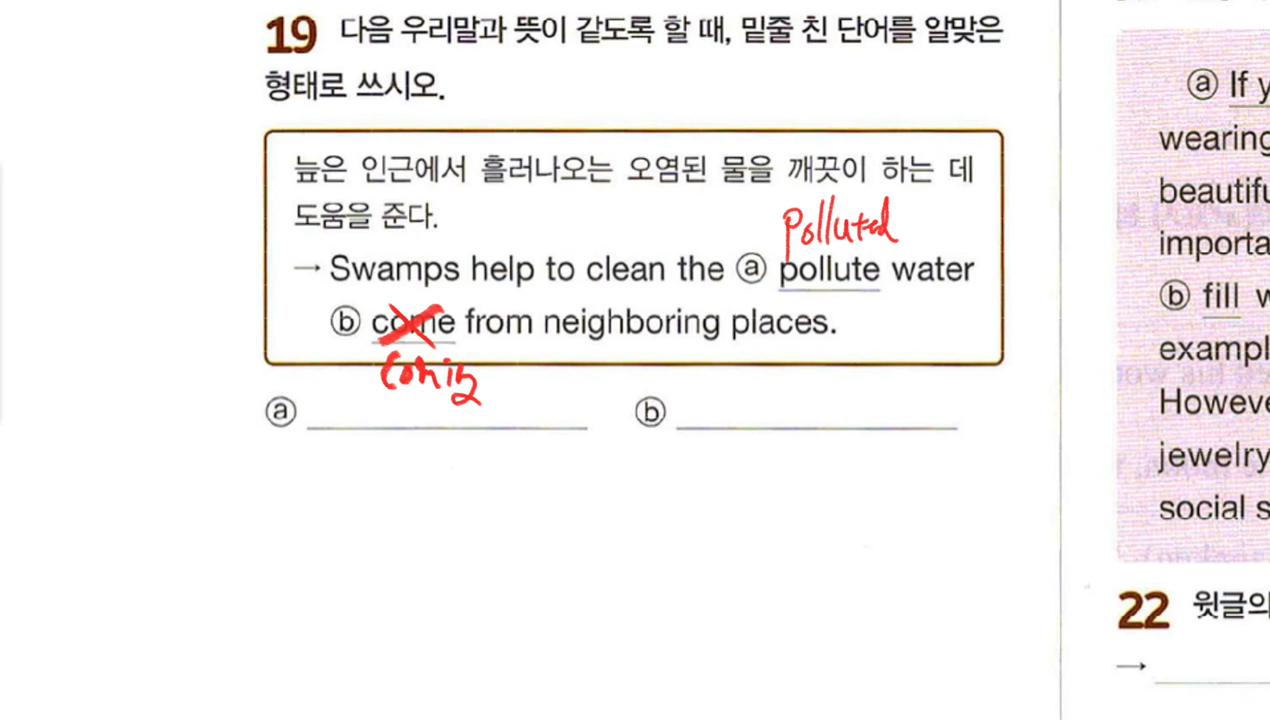 19 다음 우리말과 뜻이 같도록 할 때, 밑줄 친 단어를 알맞은
형태로 쓰시오.
늪은 인근에서 흘러나오는 오염된 물을 깨끗이 하는 데
도움을 준다.
polluted
→ Swamps help to clean the ⓐ pollute water
ⓑ come from neighboring places.
ⓐ ⓑ
ⓐ If y
wearing
beautifu
importa
ⓑ fill w
exampl
Howeve
jewelry
social s
22 윗글의
→